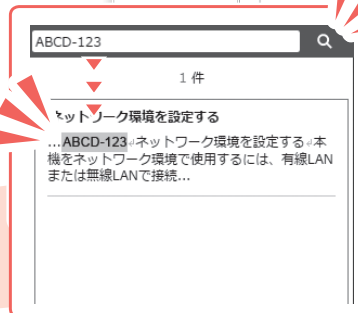 ABCD-123
1 件
ネットワーク環境を設定する
…ABCD-123↵ネットワーク環境を設定する↵本
機をネットワーク環境で使用するには、有線LAN
または無線LANで接続…